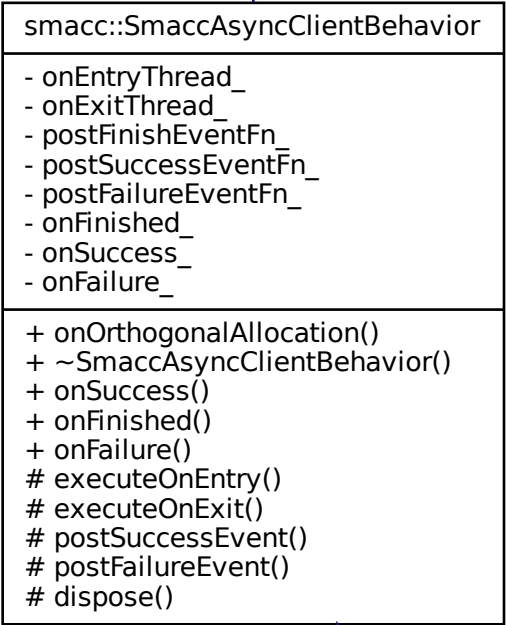 smacc::SmaccAsyncClientBehavior
- onEntryThread_
- onExitThread_
- postFinishEventFn_
- postSuccessEventFn_
- postFailureEventFn_
- onFinished_
- onSuccess_
- onFailure_
+ onOrthogonalAllocation()
+ ~SmaccAsyncClientBehavior()
+ onSuccess()
+ onFinished()
+ onFailure()
# executeOnEntry()
# executeOnExit()
# postSuccessEvent()
# postFailureEvent()
# dispose()